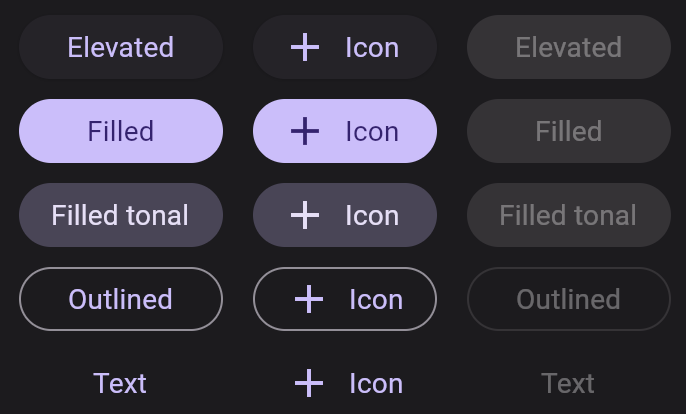 Elevated Icon Elevated
Filled Icon Filled
Filled tonal Icon Filled tonal
Outlined Icon Outlined
Text Icon Text